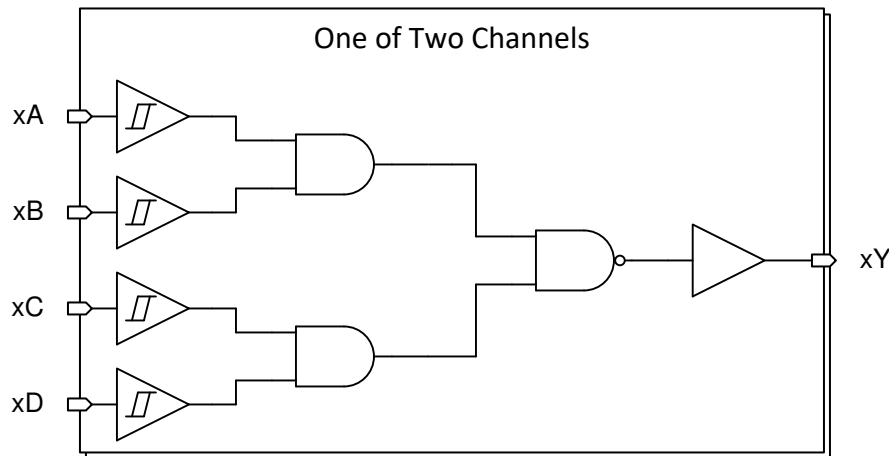 One of Two Channels
xA
xB
xY
xC
xD